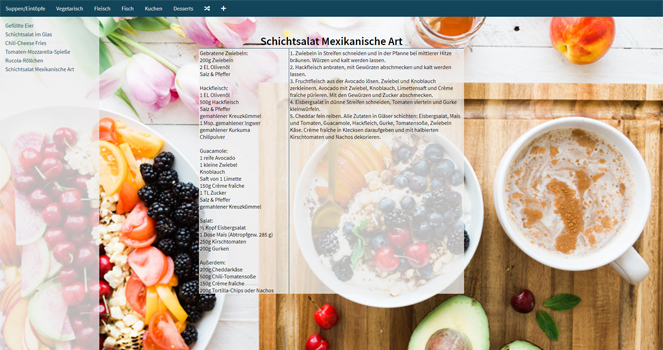 Suppen/Eintöpfe Vegetarisch Fleisch Fisch Kuchen Desserts
Gefüllte Eier
Schichtsalat im Glas
Chili-Cheese Fries
Tomaten-Mozzarella-Spieße
Rucola-Röllchen
Schichtsalat Mexikanische Art
Schichtsalat Mexikanische Art
Gebratene Zwiebeln:
200g Zwiebeln
2 EL Olivenöl
Salz & Pfeffer
Hackfleisch:
1 EL Olivenöl
500g Hackfleisch
Salz & Pfeffer
gemahlener Kreuzkümmel
1 Msp. gemahlener Ingwer
gemahlener Kurkuma
Chilipulver
Guacamole:
1 reife Avocado
1 kleine Zwiebel
Knoblauch
Saft von 1 Limette
150g Crème fraîche
1 TL Zucker
Salz & Pfeffer
gemahlener Kreuzkümmel
Salat:
½ Kopf Eisbergsalat
1 Dose Mais (Abtropfgew. 285 g)
250g Kirschtomaten
200g Gurken
Außerdem:
200g Cheddarkäse
500g Chili-Tomatensoße
150g Crème fraîche
200g Tortilla-Chips oder Nachos
1. Zwiebeln in Streifen schneiden und in der Pfanne bei mittlerer Hitze
bräunen. Würzen und kalt werden lassen.
2. Hackfleisch anbraten, mit Gewürzen abschmecken und kalt werden
lassen.
3. Fruchtfleisch aus der Avocado lösen, Zwiebel und Knoblauch
zerkleinern. Avocado mit Zwiebel, Knoblauch, Limettensaft und Crème
fraîche pürieren. Mit den Gewürzen und Zucker abschmecken.
4. Eisbergsalat in dünne Streifen schneiden, Tomaten vierteln und Gurke
kleinwürfeln.
5. Cheddar fein reiben. Alle Zutaten in Gläser schichten: Eisbergsalat, Mais
und Tomaten, Guacamole, Hackfleisch, Gurke, Tomatensoße, Zwiebeln
Käse. Crème fraîche in Klecksen daraufgeben und mit halbierten
Kirschtomaten und Nachos dekorieren.